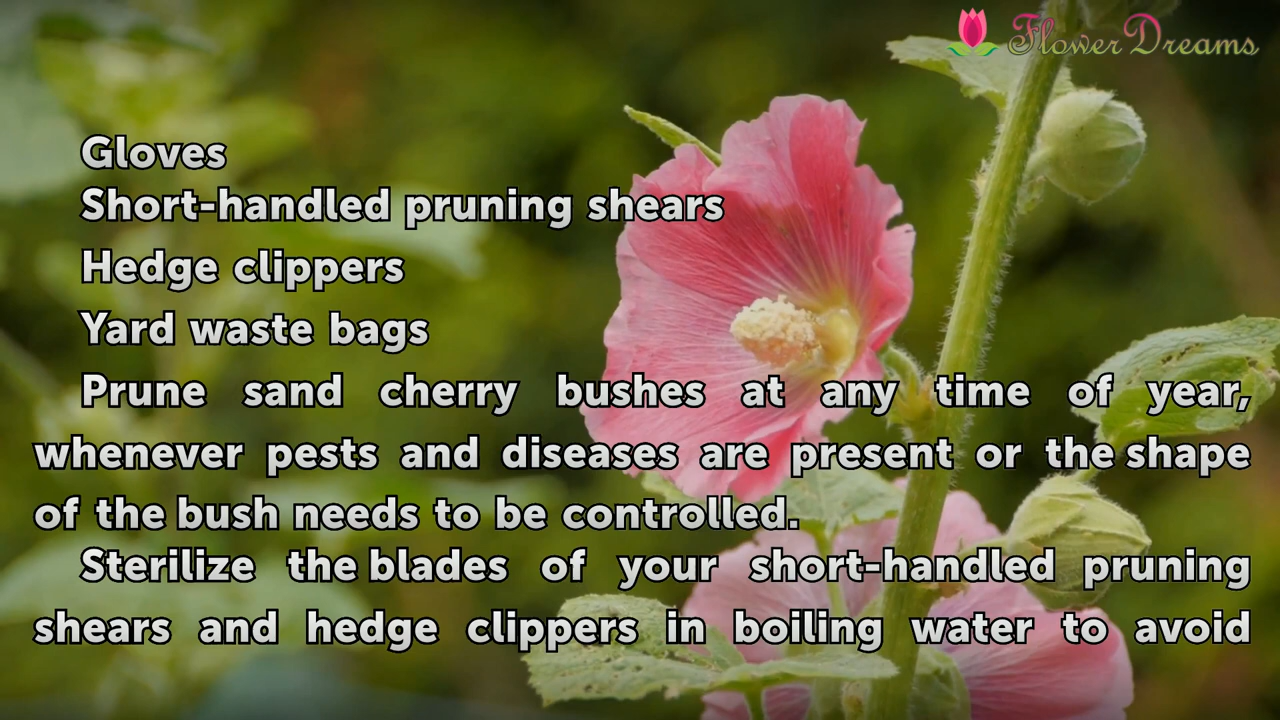 FlowerDreams
Gloves
Short-handled pruning shears
Hedge clippers
Yard waste bags
Prune sand cherry bushes at any time of year,
whenever pests and diseases are present or the shape
of the bush needs to be controlled.
Sterilize the blades of your short-handled pruning
shears and hedge clippers in boiling water to avoid